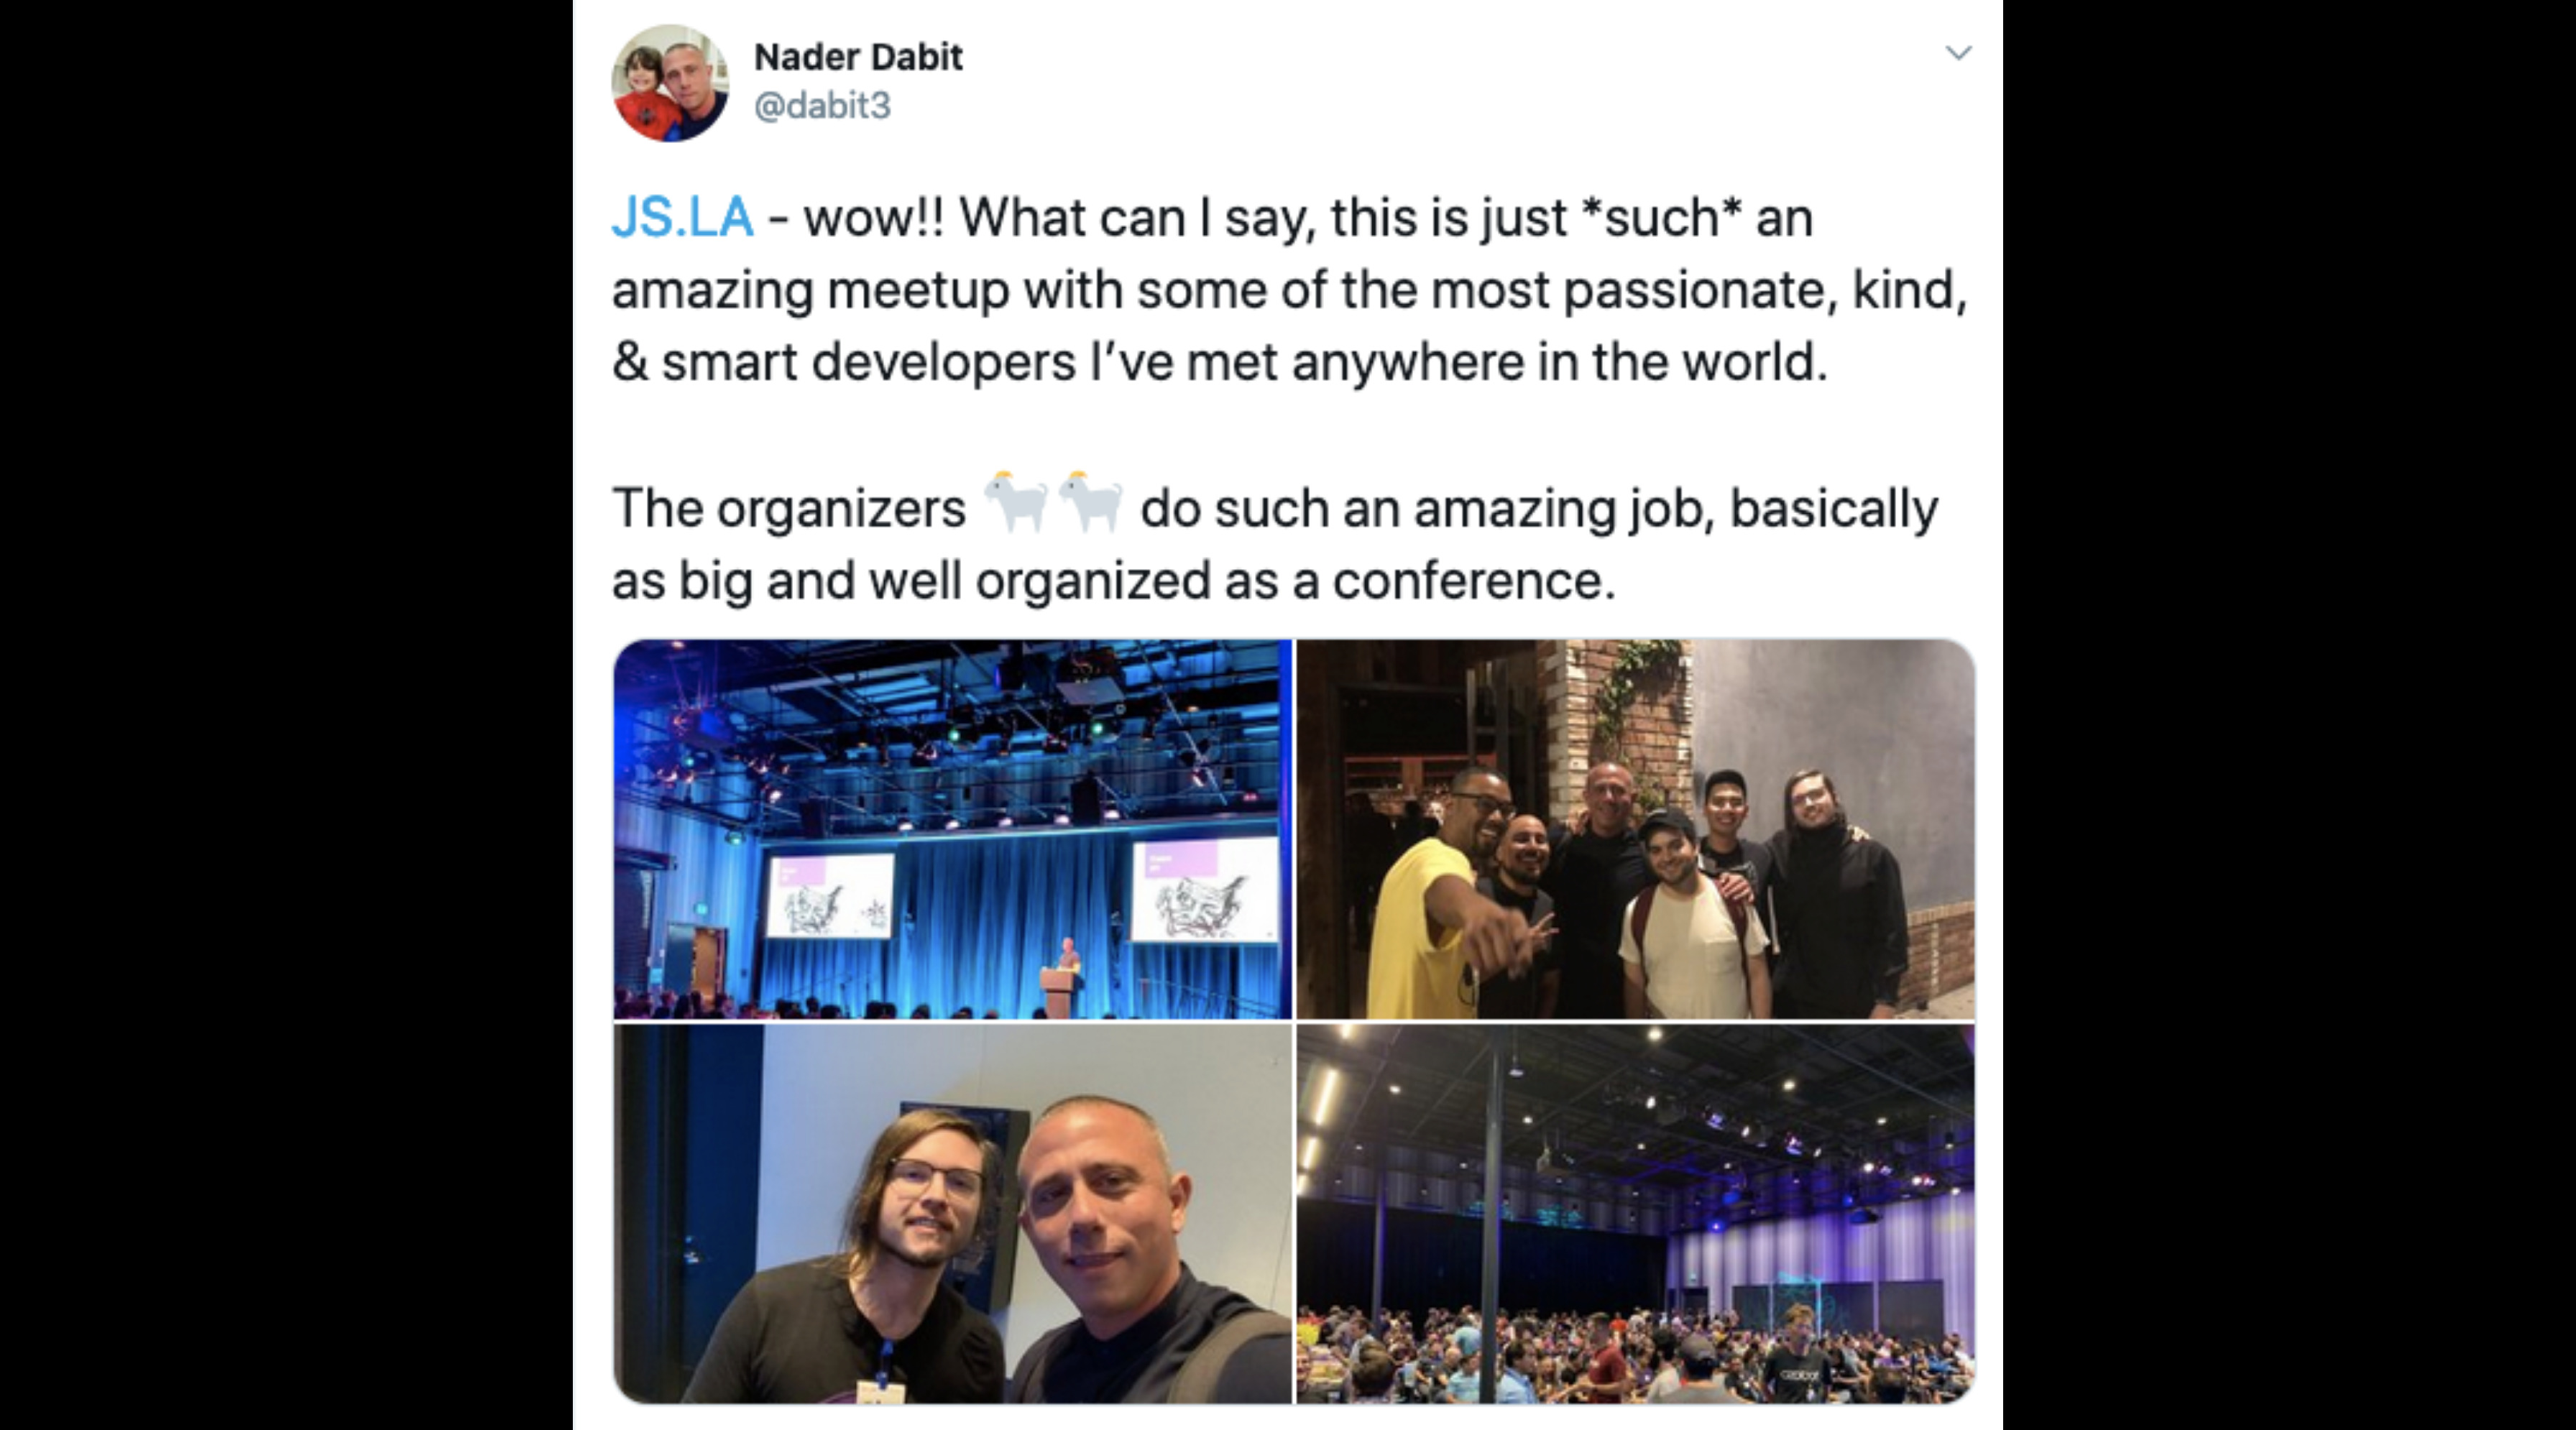 Nader Dabit
@dabit3
JS.LA - wow!! What can I say, this is just *such* an
amazing meetup with some of the most passionate, kind,
& smart developers I’ve met anywhere in the world.
The organizers 🐐🐐 do such an amazing job, basically
as big and well organized as a conference.